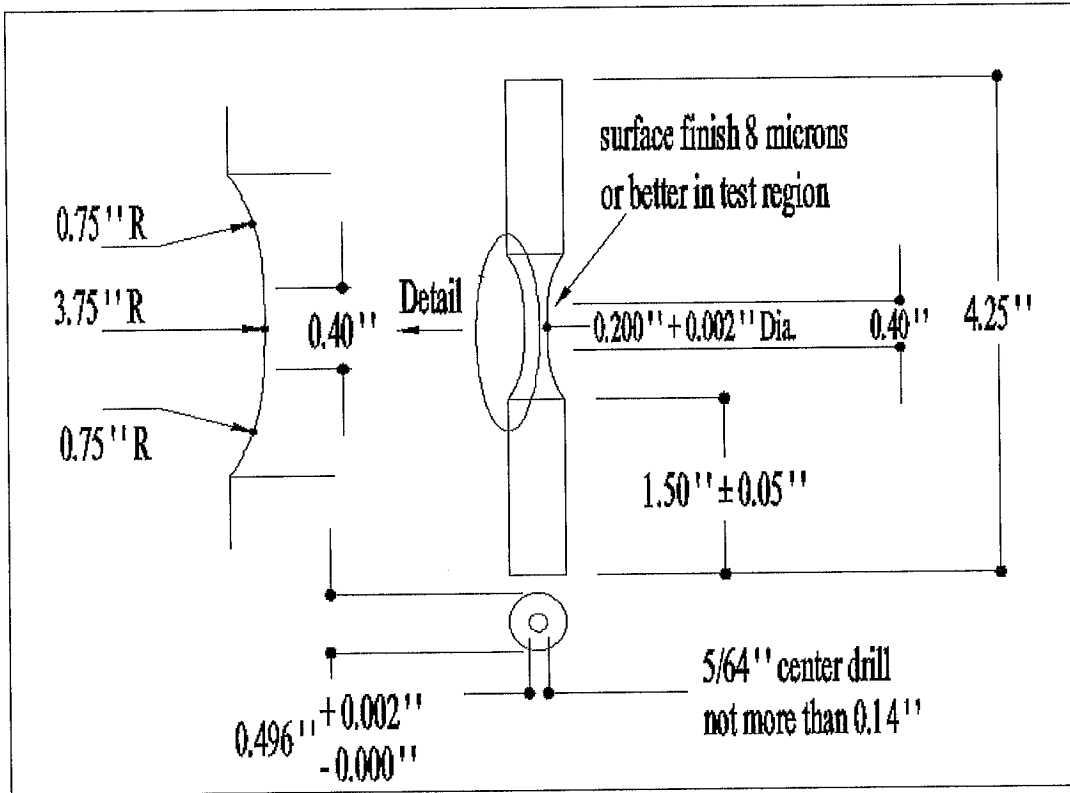 surface finish 8 microns
or better in test region
0.75''R
3.75''R
0.40''
Detail
0.200''+0.002'' Dia.
0.40''
4.25''
0.75''R
1.50''±0.05''
5/64'' center drill
not more than 0.14''
0.496'' +0.002''
-0.000''